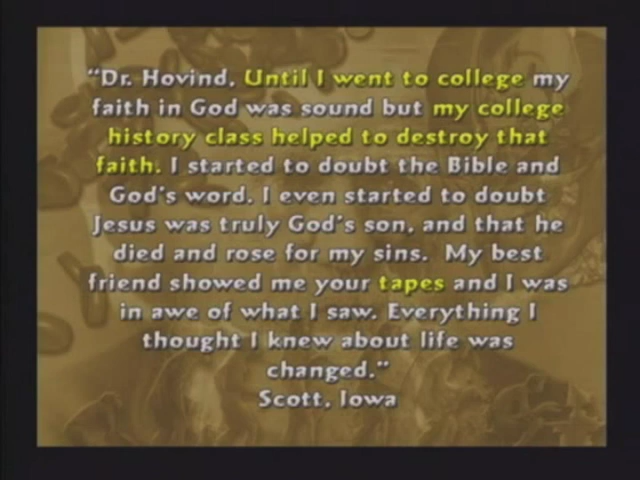 "Dr. Hovind, Until I went to college my
faith in God was sound but my college
history class helped to destroy that
faith. I started to doubt the Bible and
God's word. I even started to doubt
Jesus was truly God's son, and that he
died and rose for my sins.  My best
friend showed me your tapes and I was
in awe of what I saw. Everything I
thought I knew about life was
changed."
Scott, Iowa